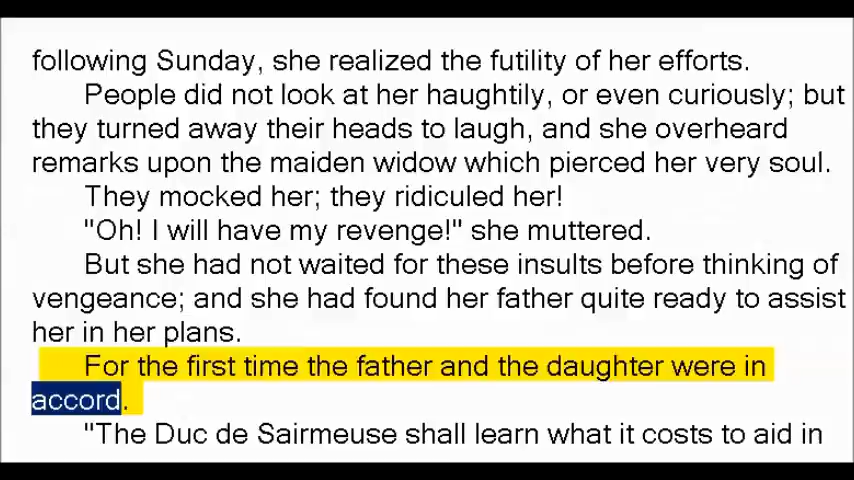 following Sunday, she realized the futility of her efforts.
People did not look at her haughtily, or even curiously; but
they turned away their heads to laugh, and she overheard
remarks upon the maiden widow which pierced her very soul.
They mocked her; they ridiculed her!
"Oh! I will have my revenge!" she muttered.
But she had not waited for these insults before thinking of
vengeance; and she had found her father quite ready to assist
her in her plans.
For the first time the father and the daughter were in
accord.
"The Duc de Sairmeuse shall learn what it costs to aid in